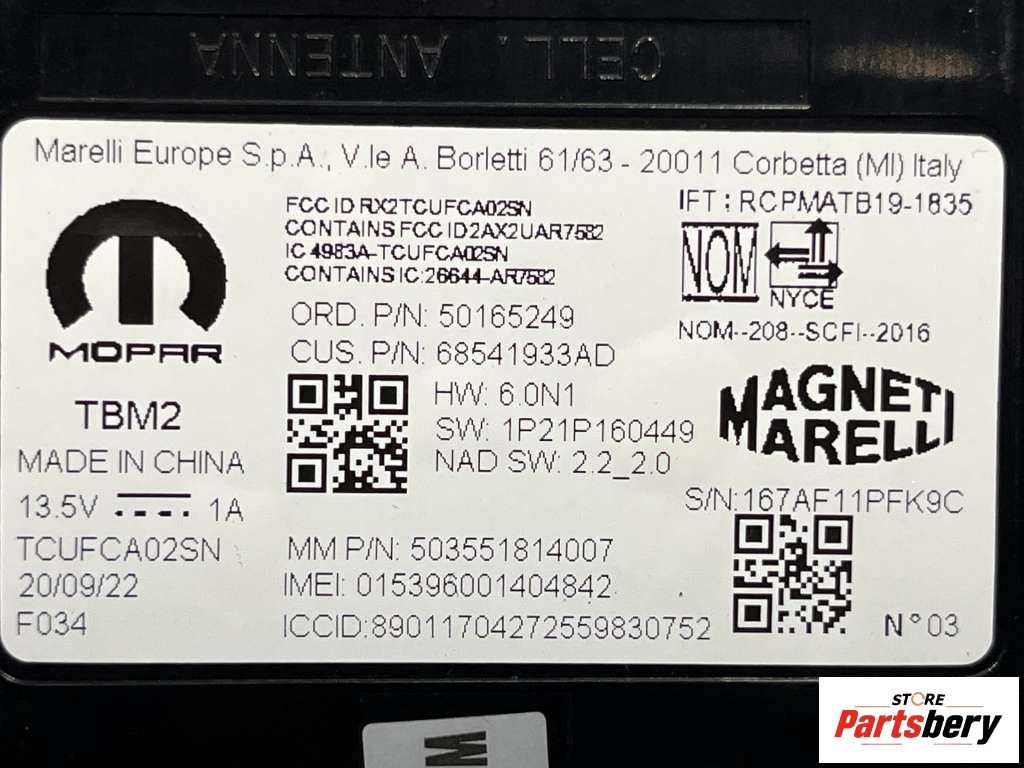 CELL. ANTENNA
Marelli Europe S.p.A., V.le A. Borletti 61/63 - 20011 Corbetta (MI) Italy
FCC ID RX2TCUFCA02SN
CONTAINS FCC ID2AX2UAR7582
IC 4983A-TCUFCA02SN
CONTAINS IC:26644-AR7582
IFT : RCPMATB19-1835
NOM
NYCE
NOM--208--SCFI--2016
MOPAR
ORD. P/N: 50165249
CUS. P/N: 68541933AD
HW: 6.0N1
SW: 1P21P160449
NAD SW: 2.2_2.0
MAGNETI
MARELLI
TBM2
MADE IN CHINA
13.5V 1A
S/N:167AF11PFK9C
TCUFCA02SN
20/09/22
F034
MM P/N: 503551814007
IMEI: 015396001404842
ICCID:89011704272559830752
N°03
M
STORE
Partsbery